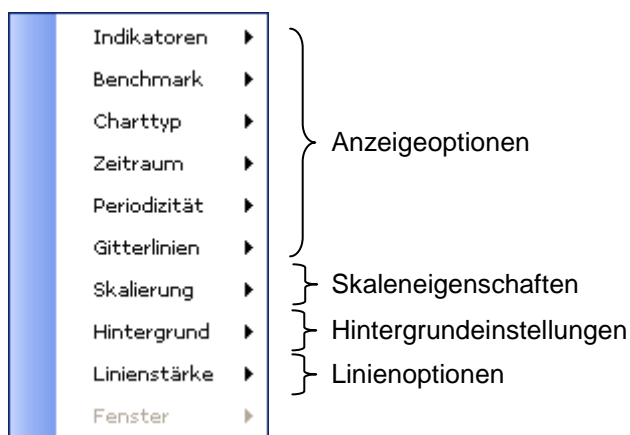 Indikatoren
Benchmark
Charttyp
Zeitraum
Periodizität
Gitterlinien
Skalierung
Hintergrund
Linienstärke
Fenster
Anzeigeoptionen
Skaleneigenschaften
Hintergrundeinstellungen
Linienoptionen